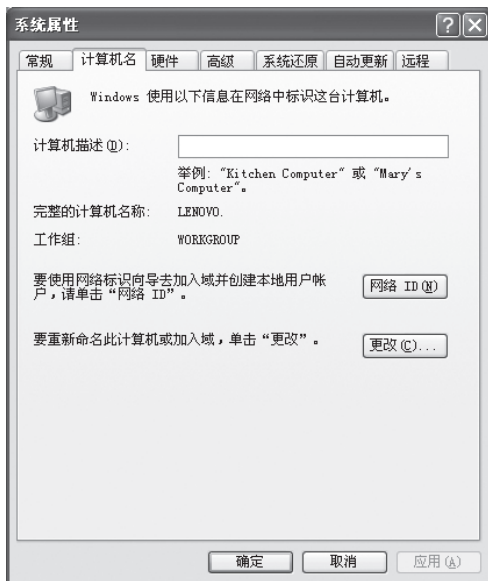 系统属性
常规 计算机名 硬件 高级 系统还原 自动更新 远程
Windows 使用以下信息在网络中标识这台计算机。
计算机描述(D):
举例: "Kitchen Computer" 或 "Mary's
Computer"。
完整的计算机名称: LENOVO.
工作组: WORKGROUP
要使用网络标识向导去加入域并创建本地用户帐
户,请单击“网络 ID”。
网络 ID(N)
要重新命名此计算机或加入域,单击“更改”。
更改(C)...
确定 取消 应用(A)